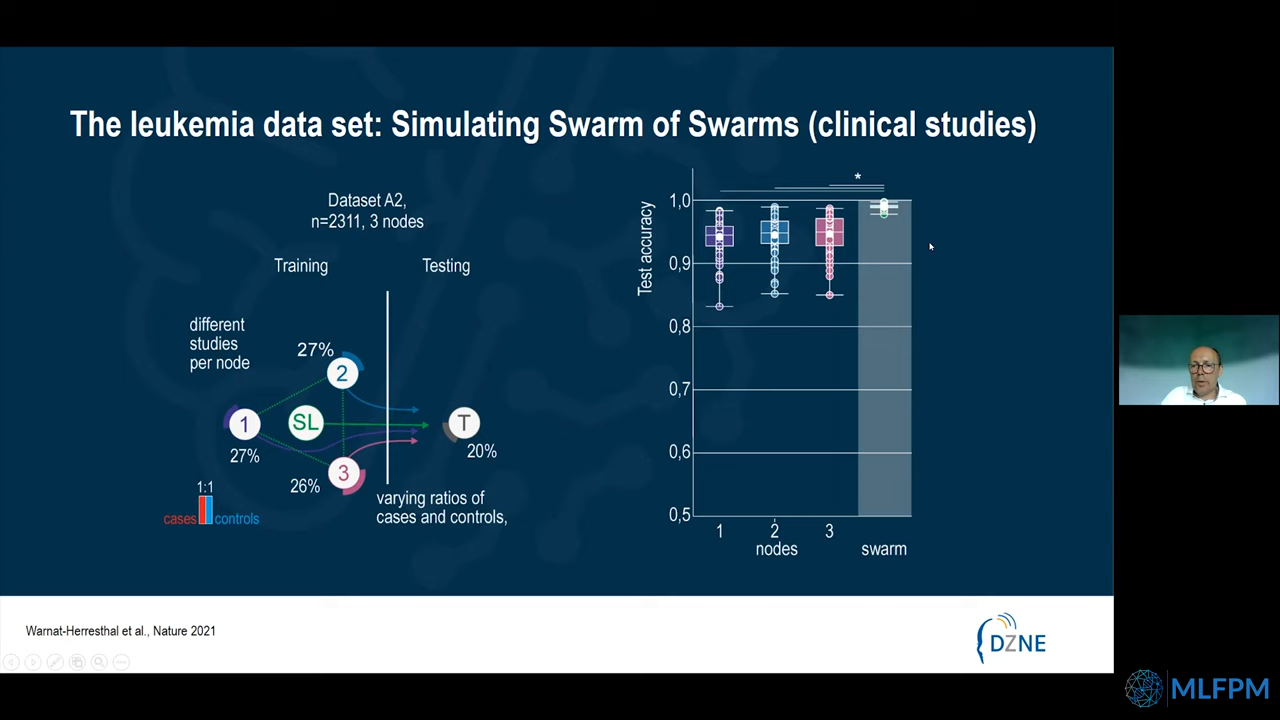 The leukemia data set: Simulating Swarm of Swarms (clinical studies)
Dataset A2,
n=2311, 3 nodes
Training
Testing
different
studies
per node
27%
2
1
SL
T
27%
20%
3
26%
1:1
cases
controls
varying ratios of
cases and controls,
*
Test accuracy
1,0
0,9
0,8
0,7
0,6
0,5
1
2
3
nodes
swarm
Warnat-Herresthal et al., Nature 2021
DZNE
MLFPM